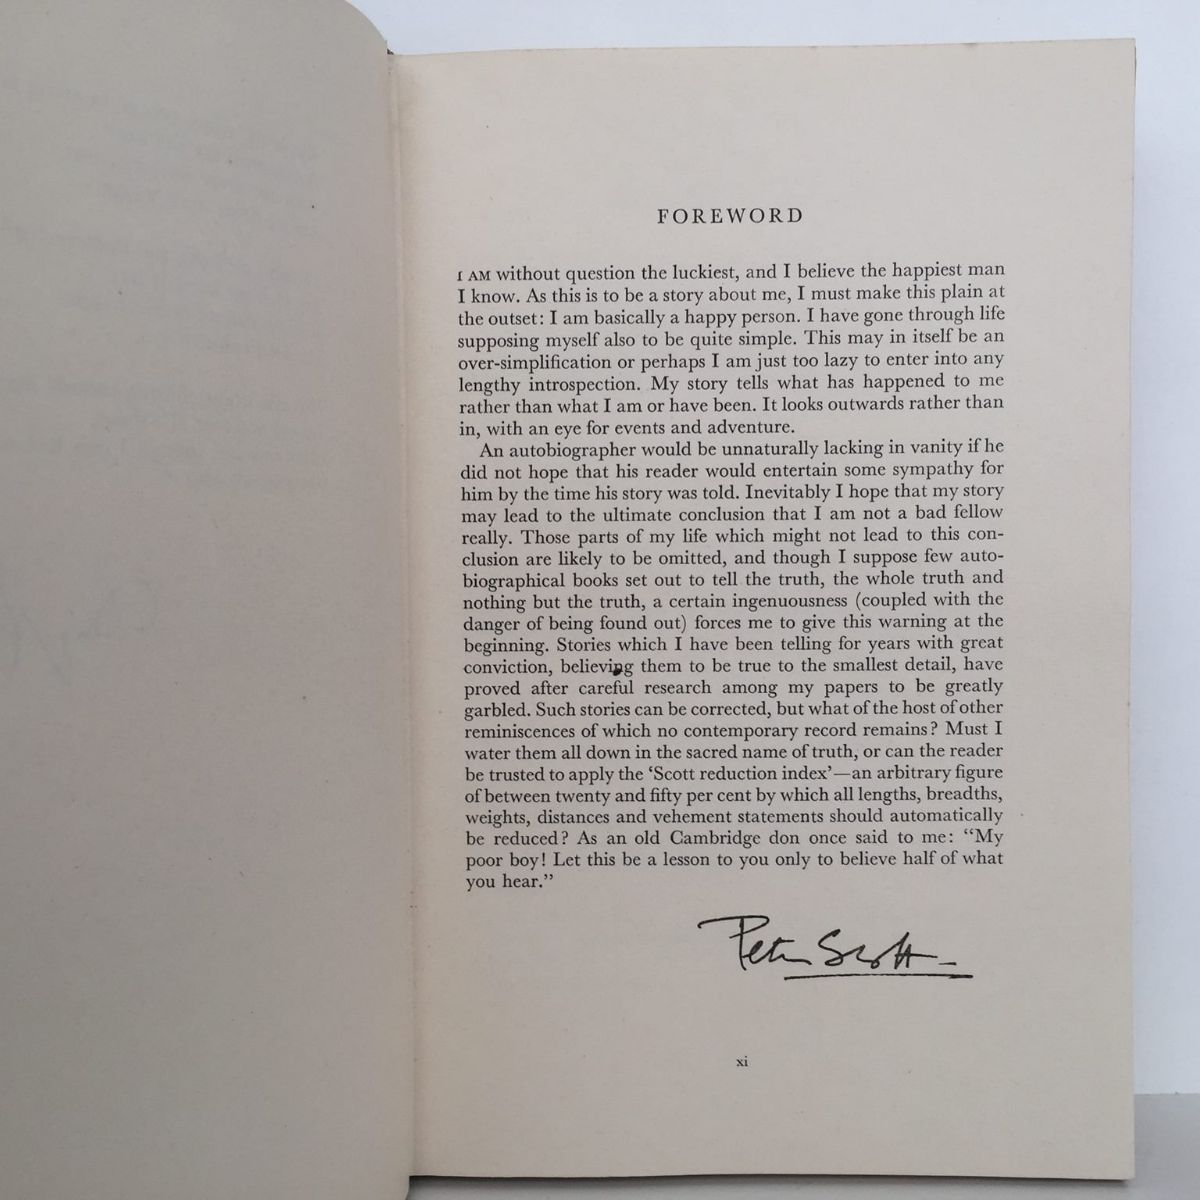 FOREWORD
I AM without question the luckiest, and I believe the happiest man
I know. As this is to be a story about me, I must make this plain at
the outset: I am basically a happy person. I have gone through life
supposing myself also to be quite simple. This may in itself be an
over-simplification or perhaps I am just too lazy to enter into any
lengthy introspection. My story tells what has happened to me
rather than what I am or have been. It looks outwards rather than
in, with an eye for events and adventure.
An autobiographer would be unnaturally lacking in vanity if he
did not hope that his reader would entertain some sympathy for
him by the time his story was told. Inevitably I hope that my story
may lead to the ultimate conclusion that I am not a bad fellow
really. Those parts of my life which might not lead to this con-
clusion are likely to be omitted, and though I suppose few auto-
biographical books set out to tell the truth, the whole truth and
nothing but the truth, a certain ingenuousness (coupled with the
danger of being found out) forces me to give this warning at the
beginning. Stories which I have been telling for years with great
conviction, believing them to be true to the smallest detail, have
proved after careful research among my papers to be greatly
garbled. Such stories can be corrected, but what of the host of other
reminiscences of which no contemporary record remains? Must I
water them all down in the sacred name of truth, or can the reader
be trusted to apply the ‘Scott reduction index’—an arbitrary figure
of between twenty and fifty per cent by which all lengths, breadths,
weights, distances and vehement statements should automatically
be reduced? As an old Cambridge don once said to me: “My
poor boy! Let this be a lesson to you only to believe half of what
you hear.”
Peter Scott
xi